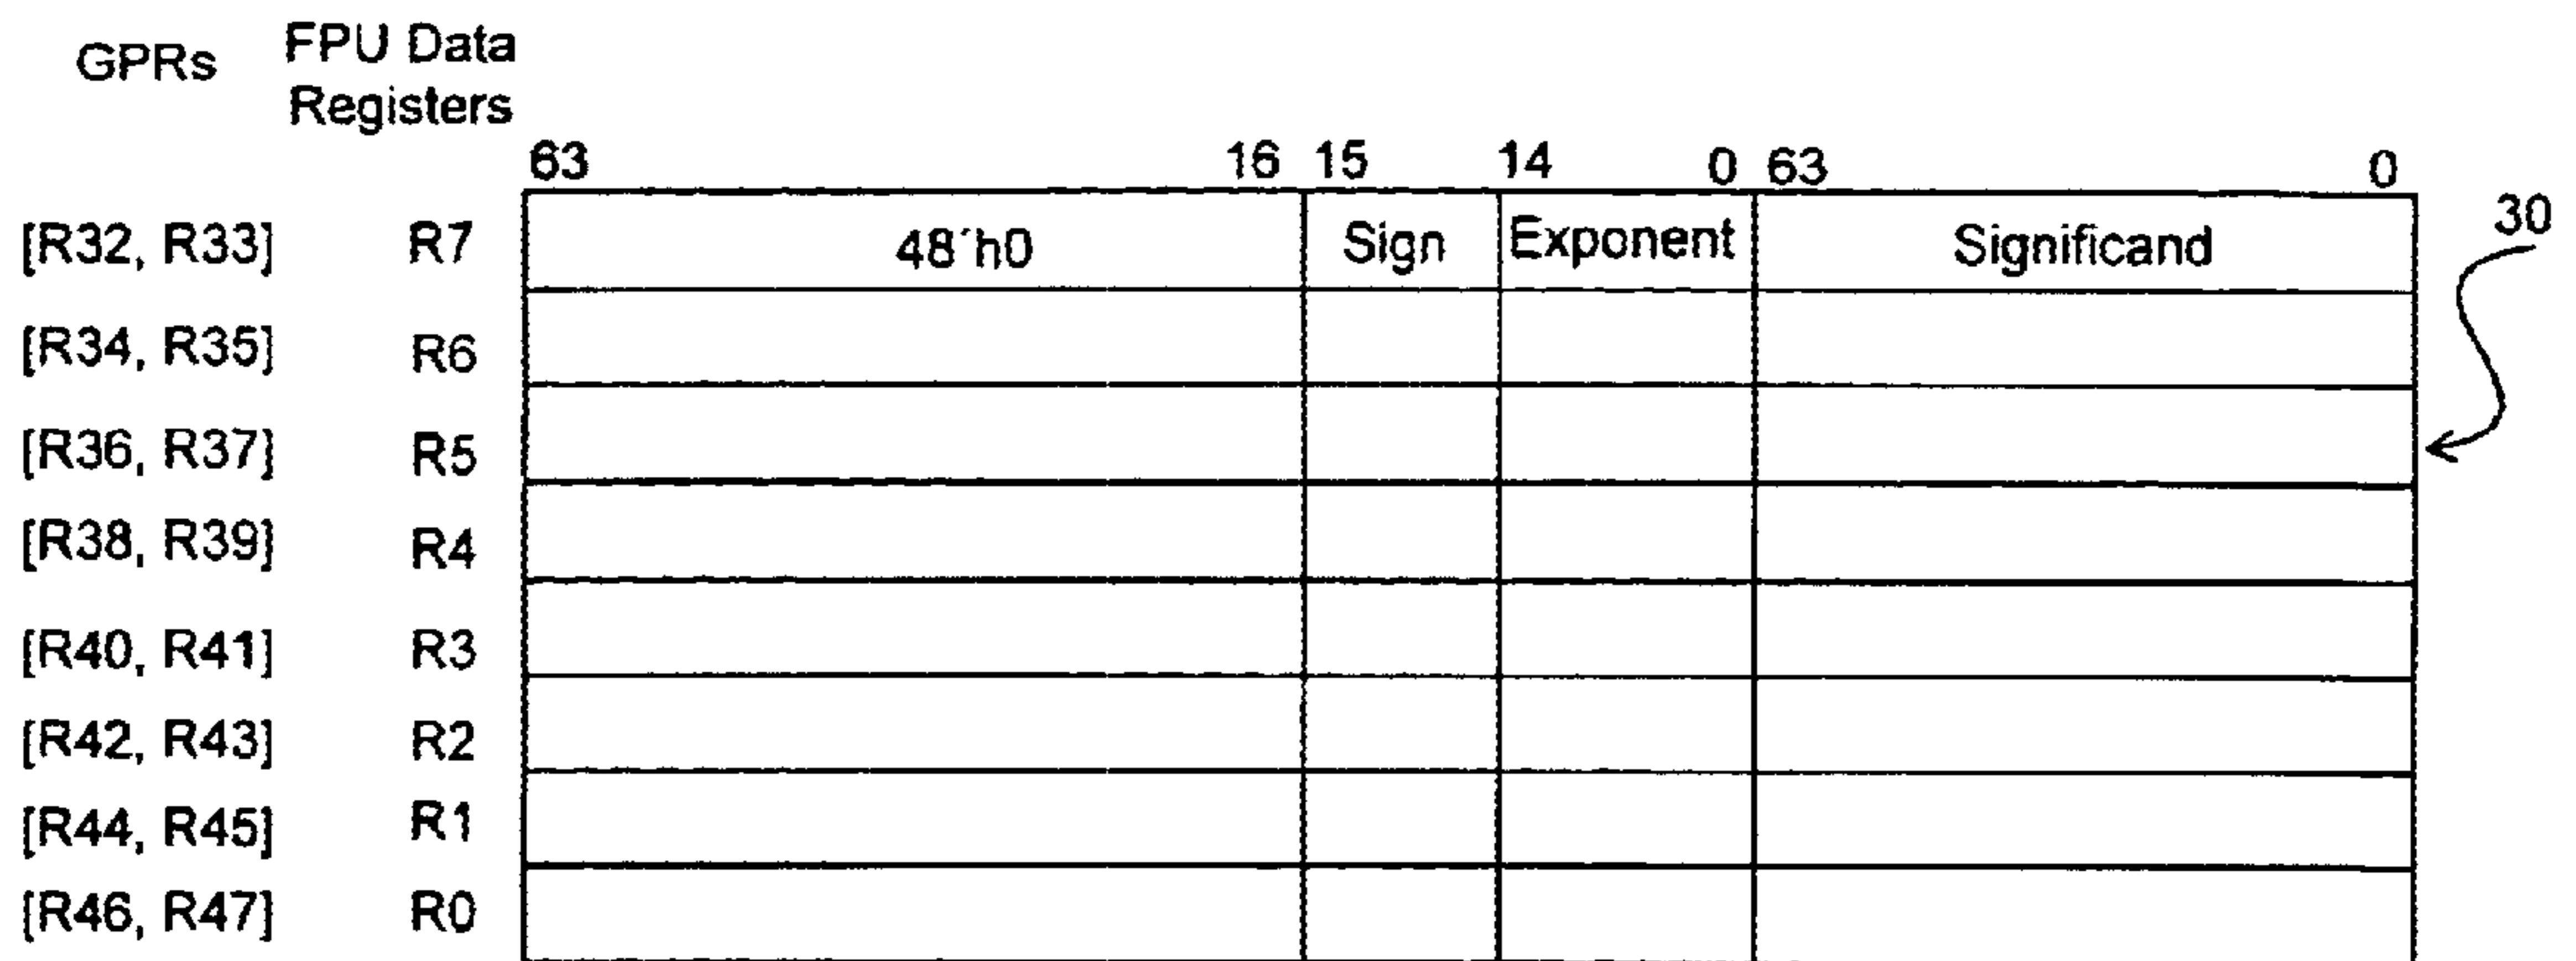 GPRs FPU Data
Registers
63 16 15 14 0 63 0
[R32, R33] R7 48'h0 Sign Exponent Significand 30
[R34, R35] R6
[R36, R37] R5
[R38, R39] R4
[R40, R41] R3
[R42, R43] R2
[R44, R45] R1
[R46, R47] R0